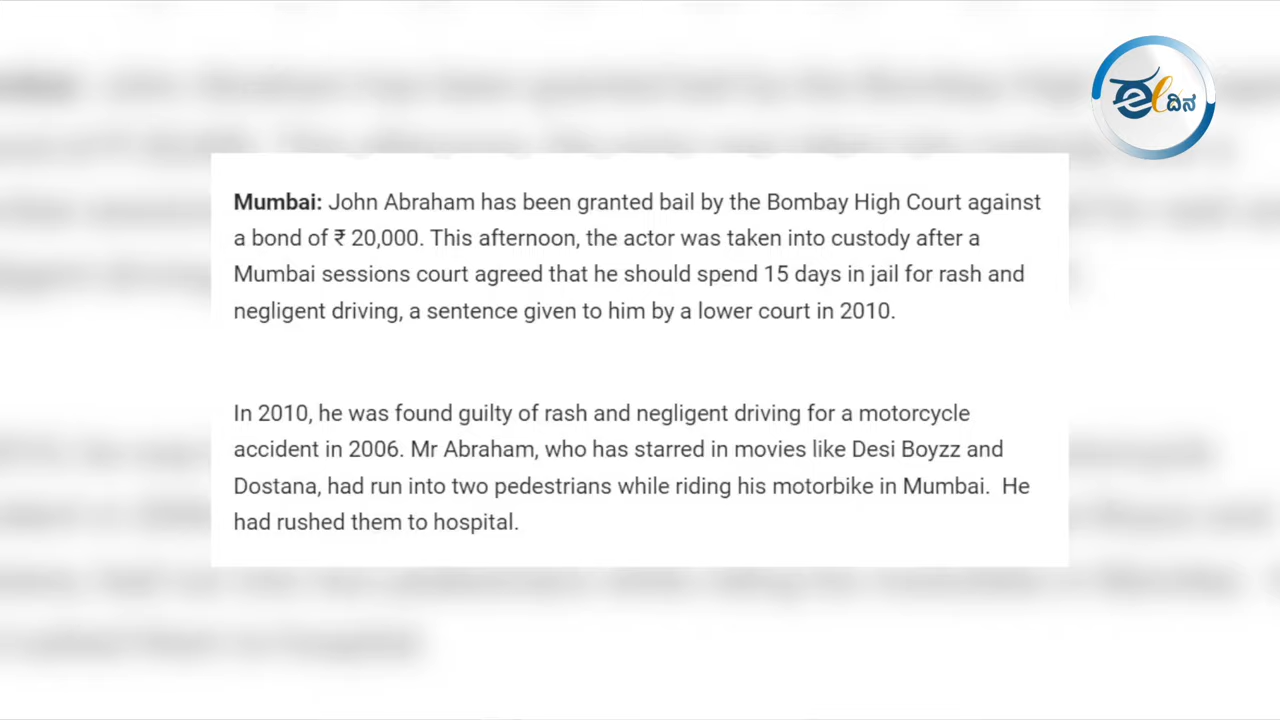 ಈ ದಿನ
Mumbai: John Abraham has been granted bail by the Bombay High Court against
a bond of ₹ 20,000. This afternoon, the actor was taken into custody after a
Mumbai sessions court agreed that he should spend 15 days in jail for rash and
negligent driving, a sentence given to him by a lower court in 2010.
In 2010, he was found guilty of rash and negligent driving for a motorcycle
accident in 2006. Mr Abraham, who has starred in movies like Desi Boyzz and
Dostana, had run into two pedestrians while riding his motorbike in Mumbai.  He
had rushed them to hospital.